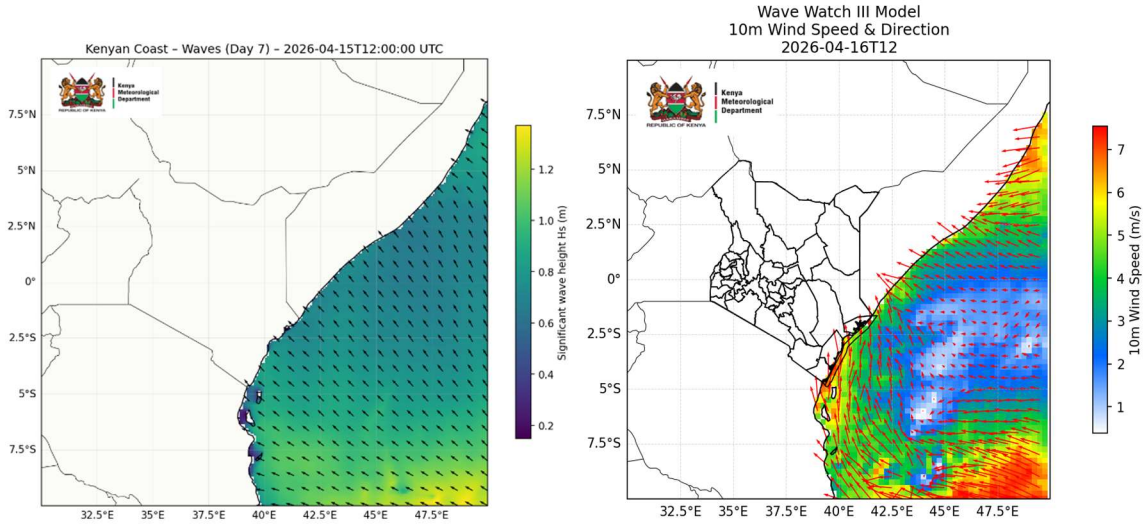 Kenyan Coast – Waves (Day 7) – 2026-04-15T12:00:00 UTC
Kenya
Meteorological
Department
REPUBLIC OF KENYA
7.5°N
5°N
2.5°N
0°
2.5°S
5°S
7.5°S
32.5°E 35°E 40°E 42.5°E 45°E 47.5°E
1.2
1.0
0.8
0.6
0.4
0.2
Significant wave height Hs (m)
Wave Watch III Model
10m Wind Speed & Direction
2026-04-16T12
Kenya
Meteorological
Department
REPUBLIC OF KENYA
7.5°N
5°N
2.5°N
0°
2.5°S
5°S
7.5°S
32.5°E 35°E 40°E 42.5°E 45°E 47.5°E
7
6
5
4
3
2
1
10m Wind Speed (m/s)